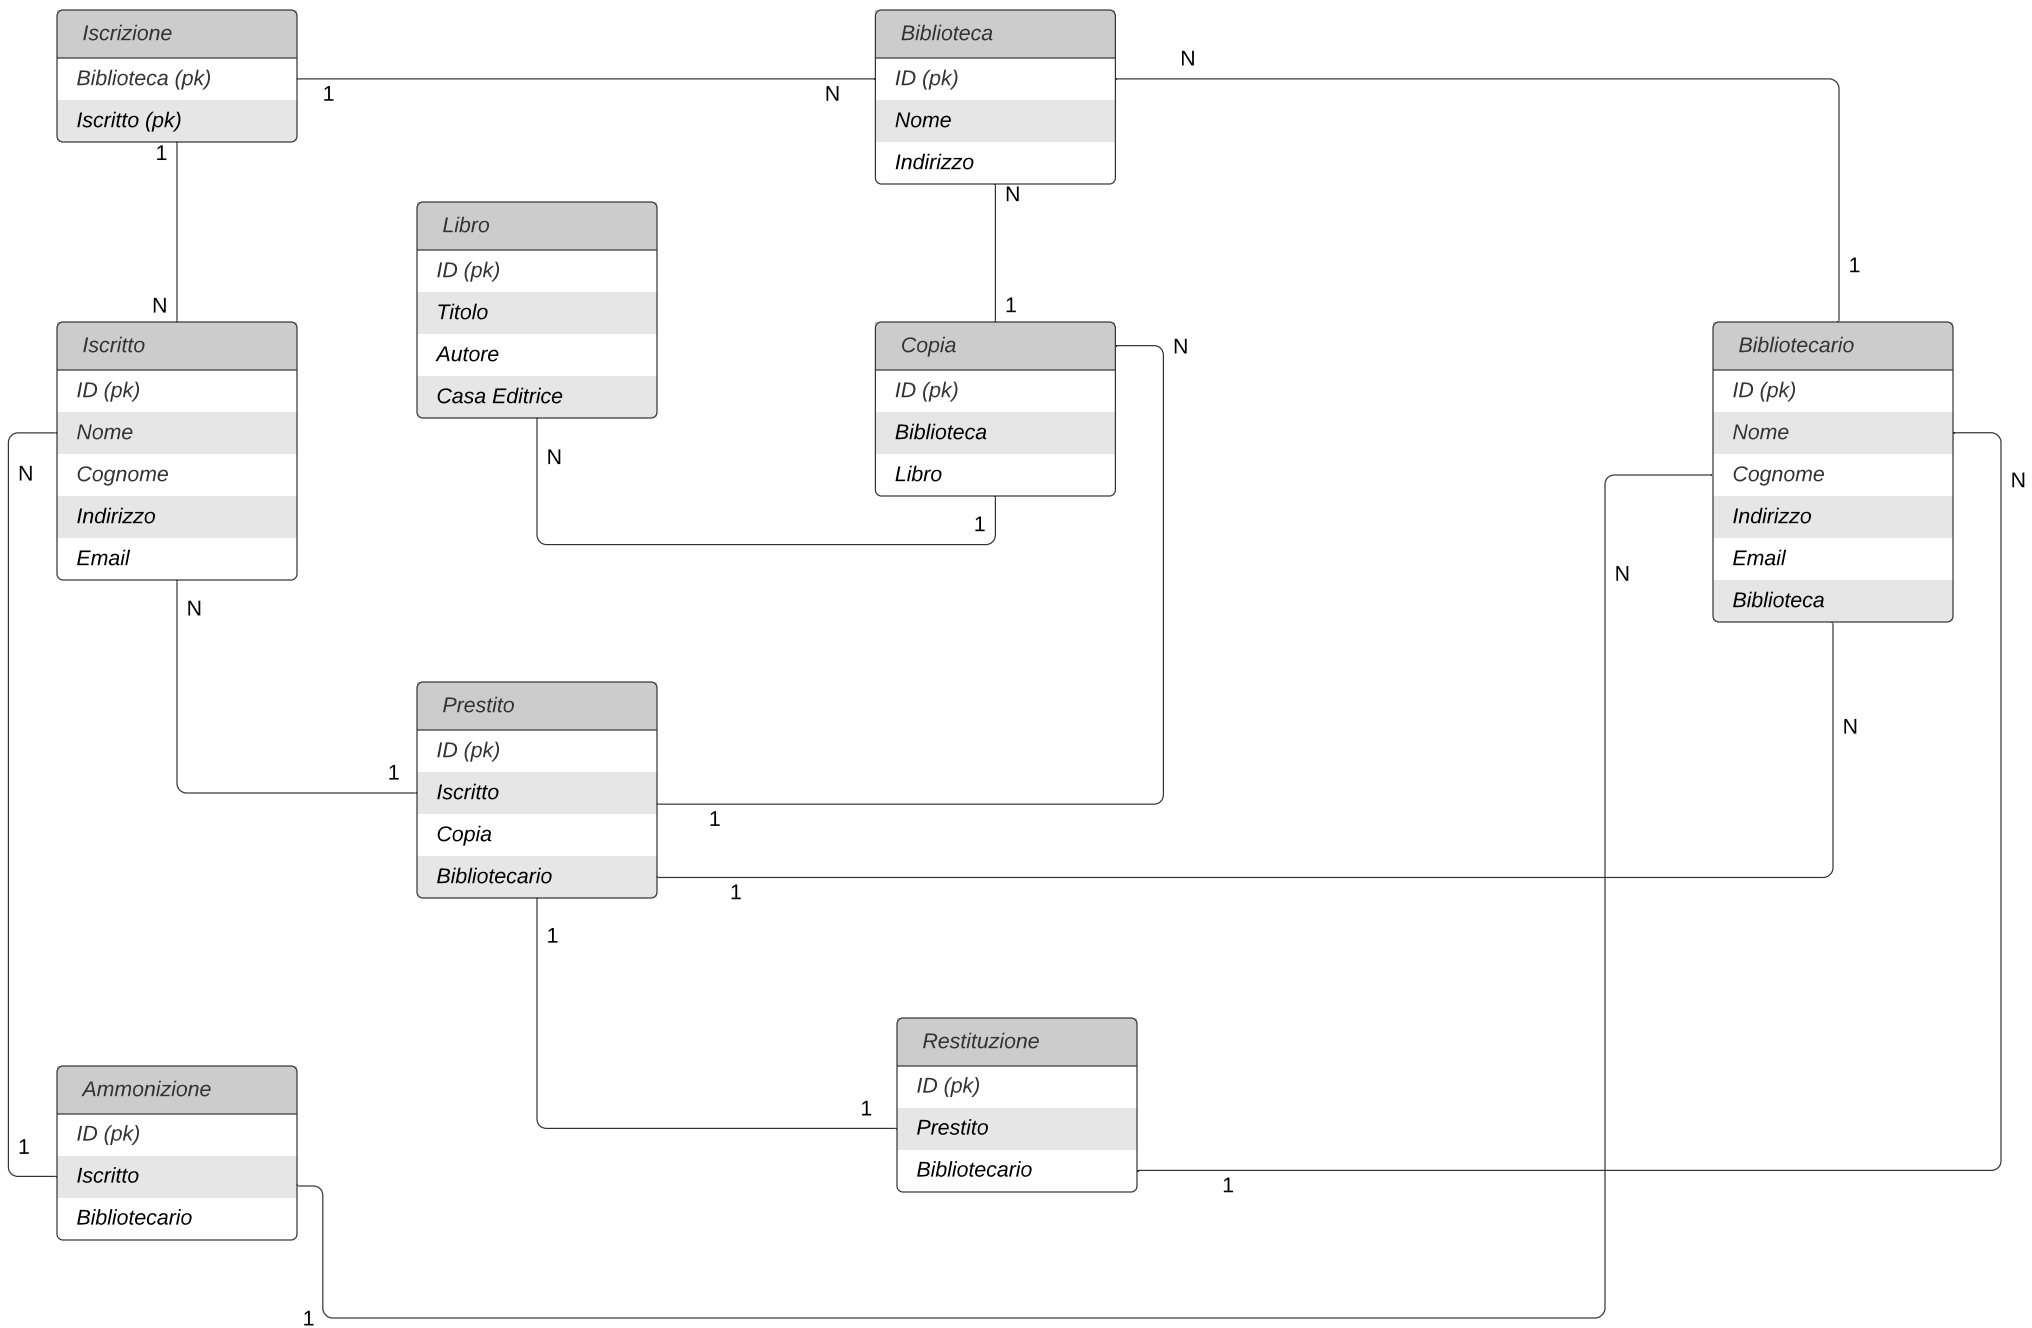 Iscrizione
Biblioteca (pk)
Iscritto (pk)
1
N
1
N
Biblioteca
ID (pk)
Nome
Indirizzo
N
1
N
1
Libro
ID (pk)
Titolo
Autore
Casa Editrice
N
1
Copia
ID (pk)
Biblioteca
Libro
N
1
Iscritto
ID (pk)
Nome
Cognome
Indirizzo
Email
N
N
1
Bibliotecario
ID (pk)
Nome
Cognome
Indirizzo
Email
Biblioteca
N
N
N
Prestito
ID (pk)
Iscritto
Copia
Bibliotecario
1
1
1
Restituzione
ID (pk)
Prestito
Bibliotecario
1
Ammonizione
ID (pk)
Iscritto
Bibliotecario
1
1